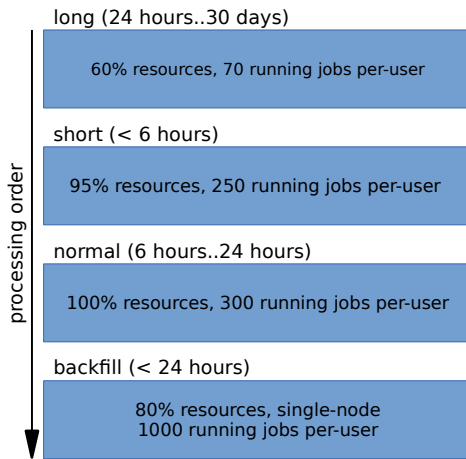 long (24 hours..30 days)
60% resources, 70 running jobs per-user
short (< 6 hours)
95% resources, 250 running jobs per-user
normal (6 hours..24 hours)
100% resources, 300 running jobs per-user
backfill (< 24 hours)
80% resources, single-node
1000 running jobs per-user
processing order